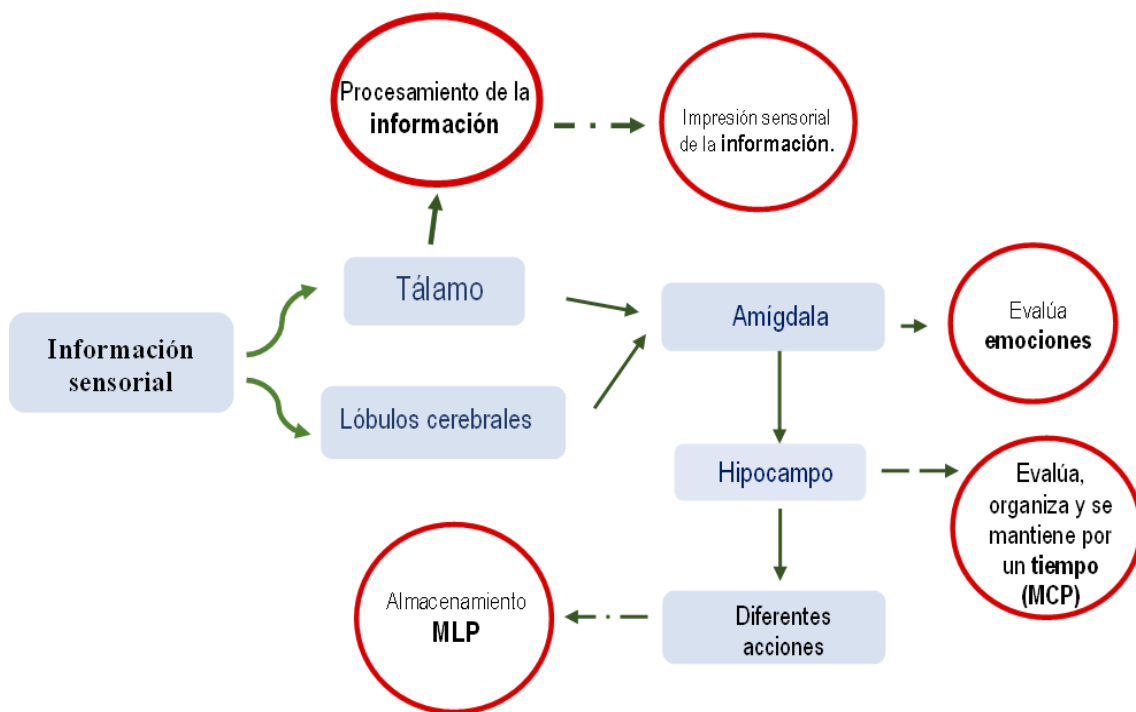 Procesamiento de la
información
Impresión sensorial
de la información.
Tálamo
Información
sensorial
Lóbulos cerebrales
Amígdala
Evalúa
emociones
Hipocampo
Evalúa,
organiza y se
mantiene por
un tiempo
(MCP)
Almacenamiento
MLP
Diferentes
acciones